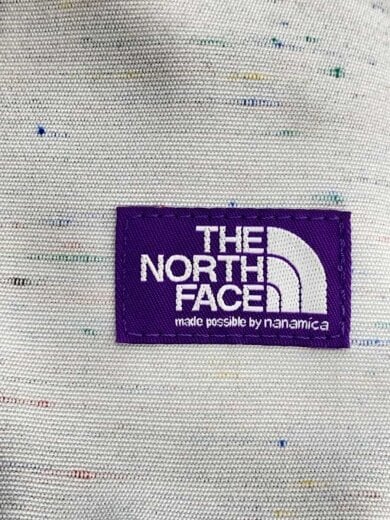 THE
NORTH
FACE
made possible by nanamica